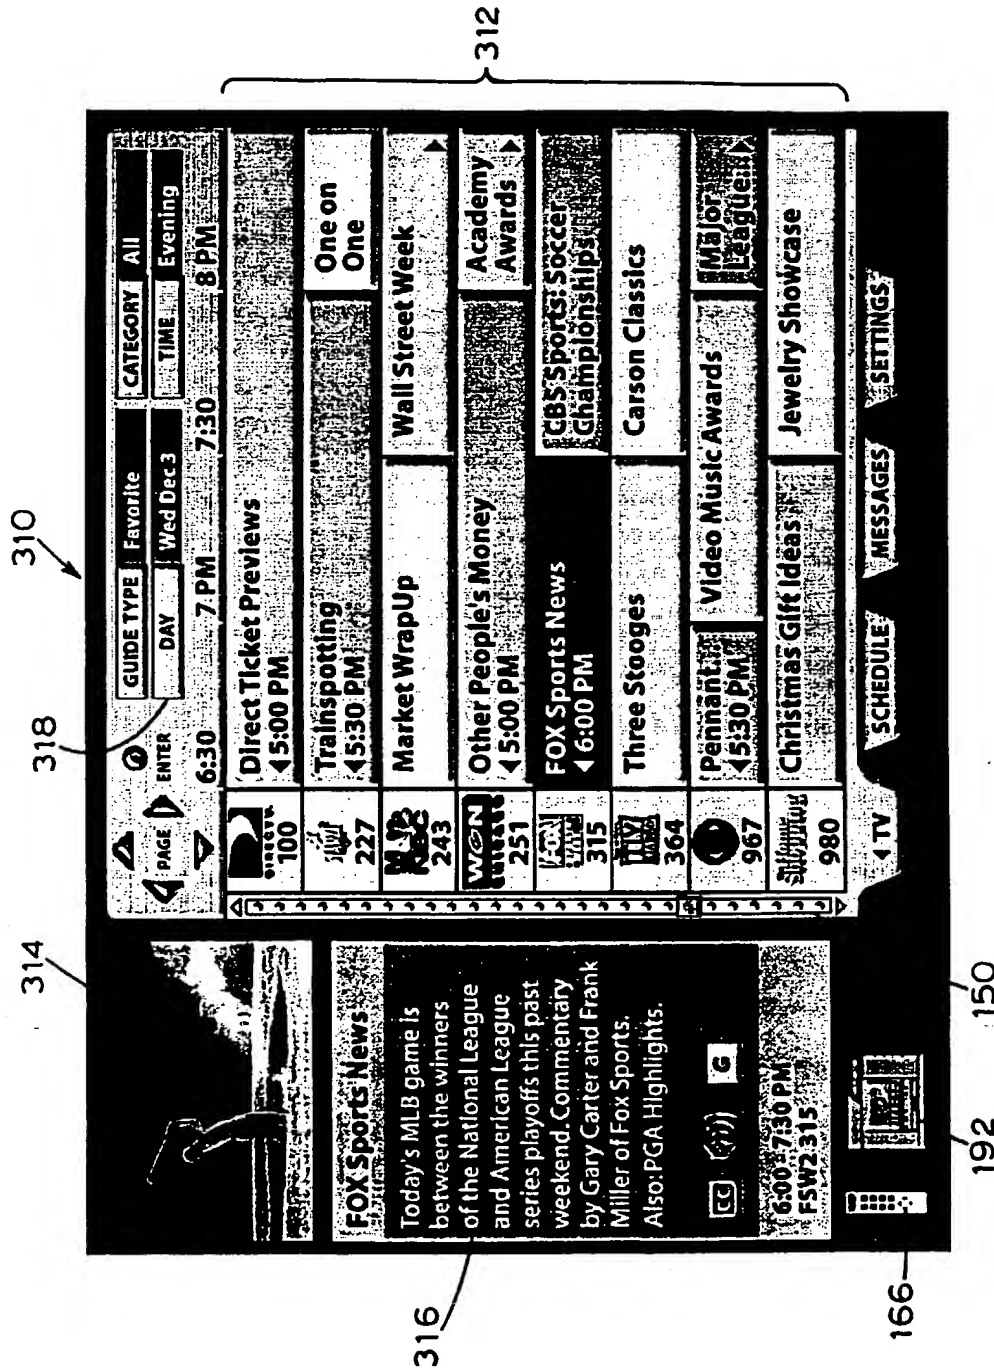 310
314
318
312
PAGE
ENTER
GUIDE TYPE Favorite CATEGORY All
DAY Wed Dec 3 TIME Evening
6:30 7 PM 7:30 8 PM
DIRECTV
100
Direct Ticket Previews
5:00 PM
227
Trainspotting
5:30 PM
One on
One
243
Market WrapUp
Wall Street Week
251
Other People's Money
5:00 PM
Academy
Awards
FOX
315
FOX Sports News
6:00 PM
CBS Sports: Soccer
Championships
364
Three Stooges
Carson Classics
967
Pennant
5:30 PM
Video Music Awards
Major
League
980
Christmas Gift Ideas
Jewelry Showcase
TV SCHEDULE MESSAGES SETTINGS
FOX Sports News
Today's MLB game is
between the winners
of the National League
and American League
series playoffs this past
weekend. Commentary
by Gary Carter and Frank
Miller of Fox Sports.
Also: PGA Highlights.
CC G
6:00 - 7:30 PM
FSW2 315
316
166
192
150